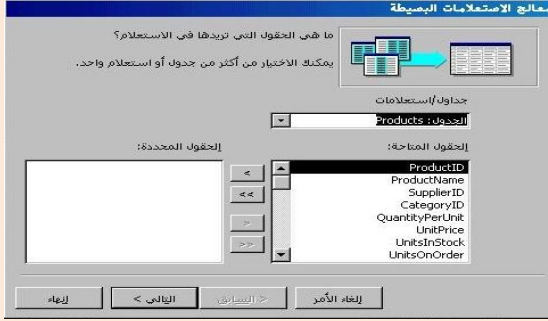 معالج الاستعلامات البسيطة
ما هي الحقول التي تريدها في الاستعلام؟
يمكنك الاختيار من أكثر من جدول أو استعلام واحد.
جداول/استعلامات
الجدول: Products
الحقول المتاحة:
الحقول المحددة:
ProductID
ProductName
SupplierID
CategoryID
QuantityPerUnit
UnitPrice
UnitsInStock
UnitsOnOrder
<
<<
>
>>
إلغاء الأمر
< السابق
التالي >
إنهاء